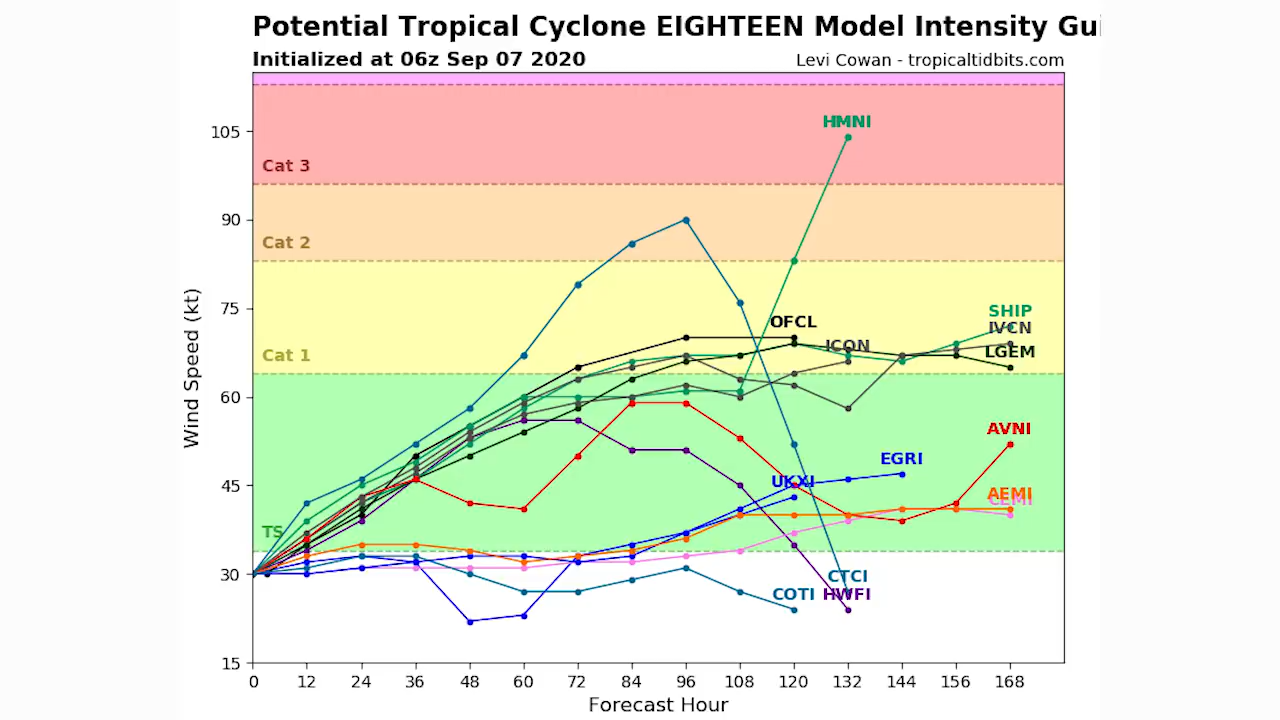 Potential Tropical Cyclone EIGHTEEN Model Intensity Gui
Initialized at 06z Sep 07 2020
Levi Cowan - tropicaltidbits.com
Wind Speed (kt)
105
90
75
60
45
30
15
Cat 3
Cat 2
Cat 1
TS
HMNI
OFCL
ICON
SHIP
IVCN
LGEM
AVNI
EGRI
UKXI
AEMI
CEMI
CTCI
COTI
HWFI
0 12 24 36 48 60 72 84 96 108 120 132 144 156 168
Forecast Hour